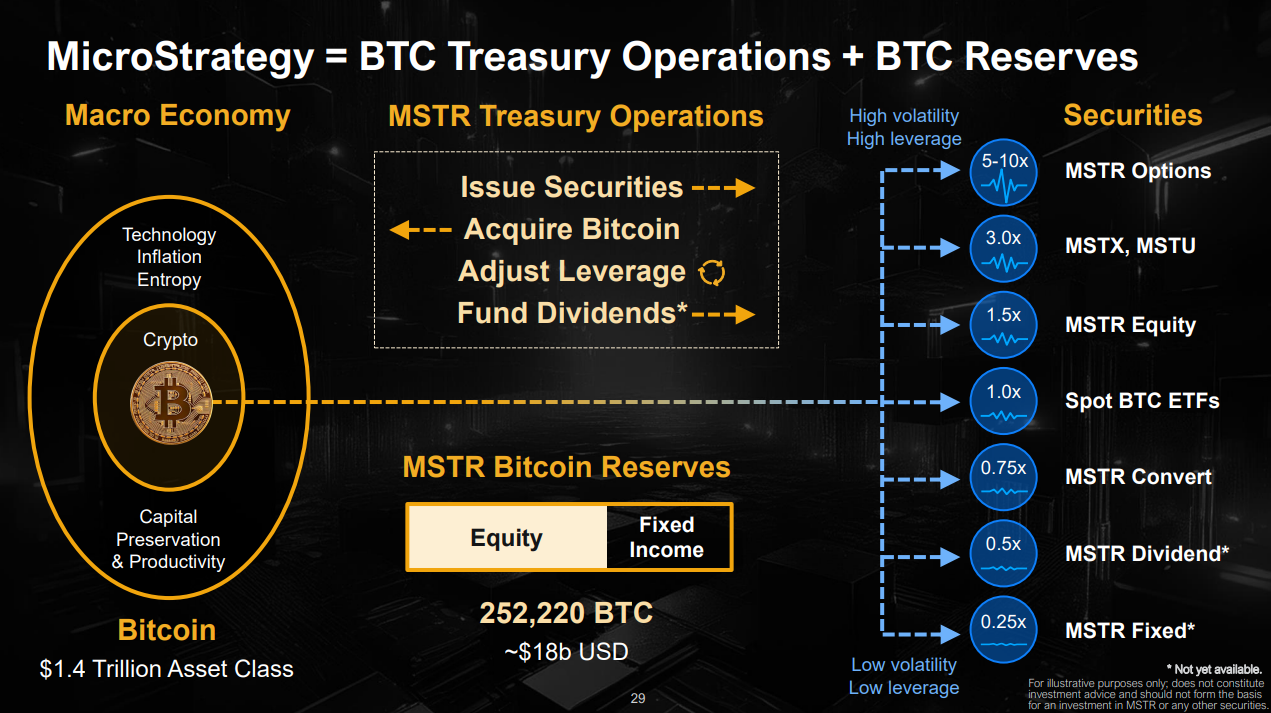 MicroStrategy = BTC Treasury Operations + BTC Reserves
Macro Economy
Technology
Inflation
Entropy
Crypto
Capital
Preservation
& Productivity
Bitcoin
$1.4 Trillion Asset Class
MSTR Treasury Operations
Issue Securities
Acquire Bitcoin
Adjust Leverage
Fund Dividends*
MSTR Bitcoin Reserves
Equity
Fixed
Income
252,220 BTC
~$18b USD
High volatility
High leverage
Securities
5-10x MSTR Options
3.0x MSTX, MSTU
1.5x MSTR Equity
1.0x Spot BTC ETFs
0.75x MSTR Convert
0.5x MSTR Dividend*
0.25x MSTR Fixed*
Low volatility
Low leverage
* Not yet available.
For illustrative purposes only; does not constitute
investment advice and should not form the basis
for an investment in MSTR or any other securities.
29